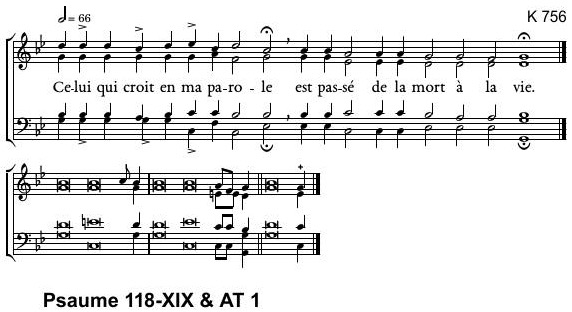 𝅗𝅥 = 66
K 756
Ce-lui qui croit en ma pa-ro - le est pas-sé de la mort à la vie.
Psaume 118-XIX & AT 1